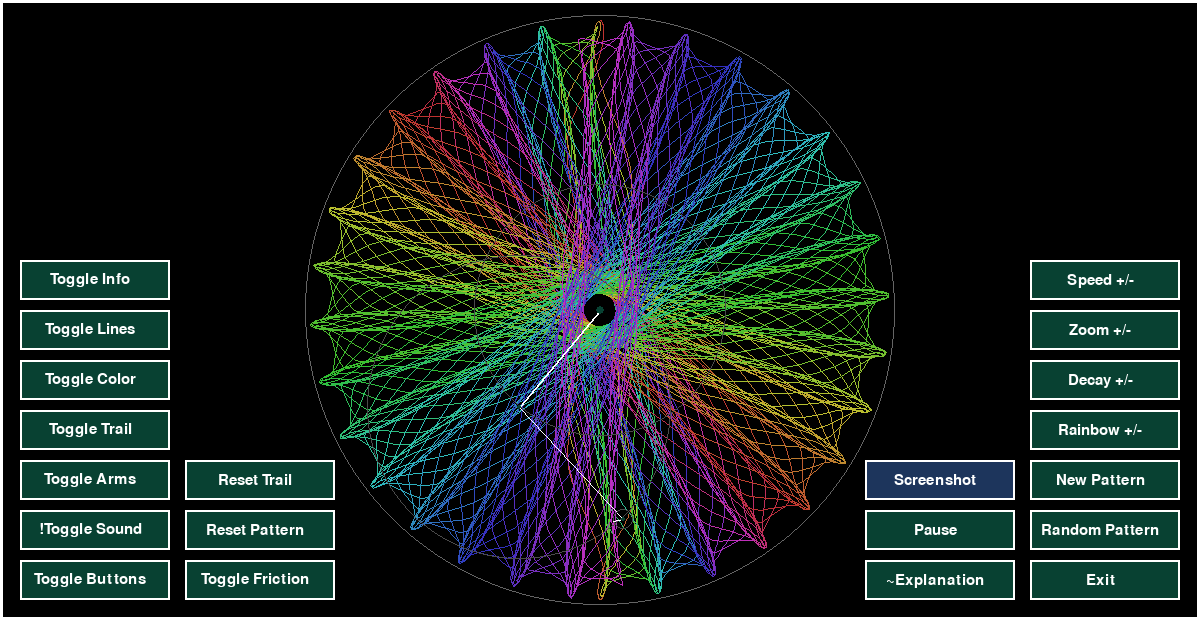 Toggle Info
Toggle Lines
Toggle Color
Toggle Trail
Toggle Arms
!Toggle Sound
Toggle Buttons
Reset Trail
Reset Pattern
Toggle Friction
Screenshot
Pause
~Explanation
Speed +/-
Zoom +/-
Decay +/-
Rainbow +/-
New Pattern
Random Pattern
Exit